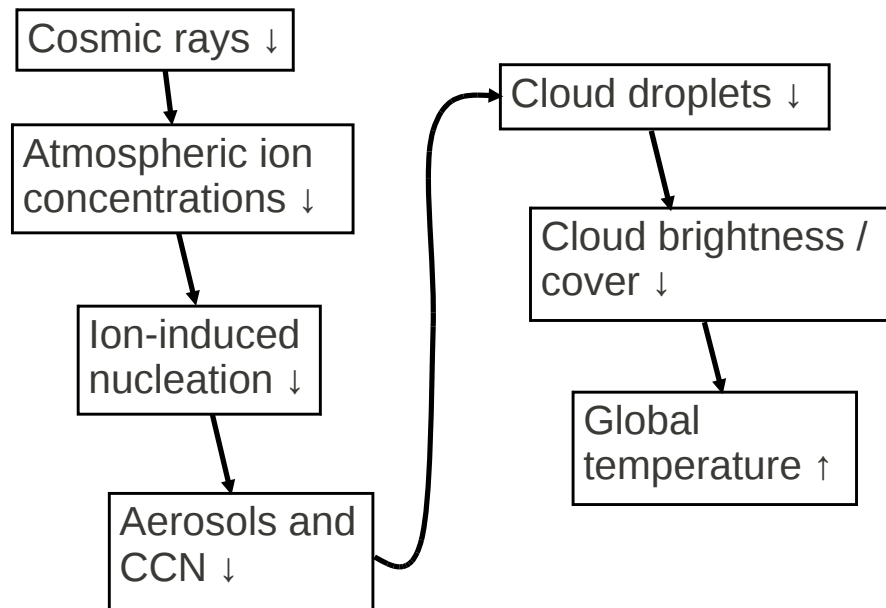 Cosmic rays ↓
Atmospheric ion
concentrations ↓
Ion-induced
nucleation ↓
Aerosols and
CCN ↓
Cloud droplets ↓
Cloud brightness /
cover ↓
Global
temperature ↑